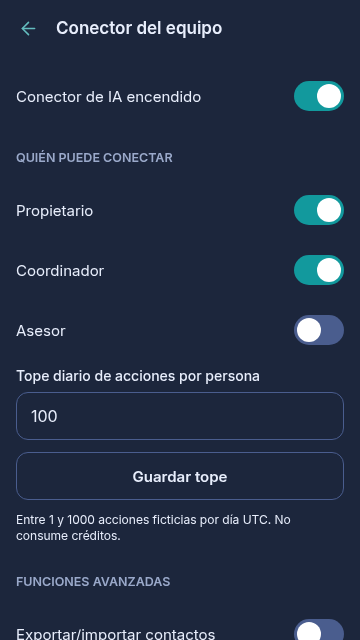 Conector del equipo
Conector de IA encendido
QUIÉN PUEDE CONECTAR
Propietario
Coordinador
Asesor
Tope diario de acciones por persona
100
Guardar tope
Entre 1 y 1000 acciones ficticias por día UTC. No
consume créditos.
FUNCIONES AVANZADAS
Exportar/importar contactos